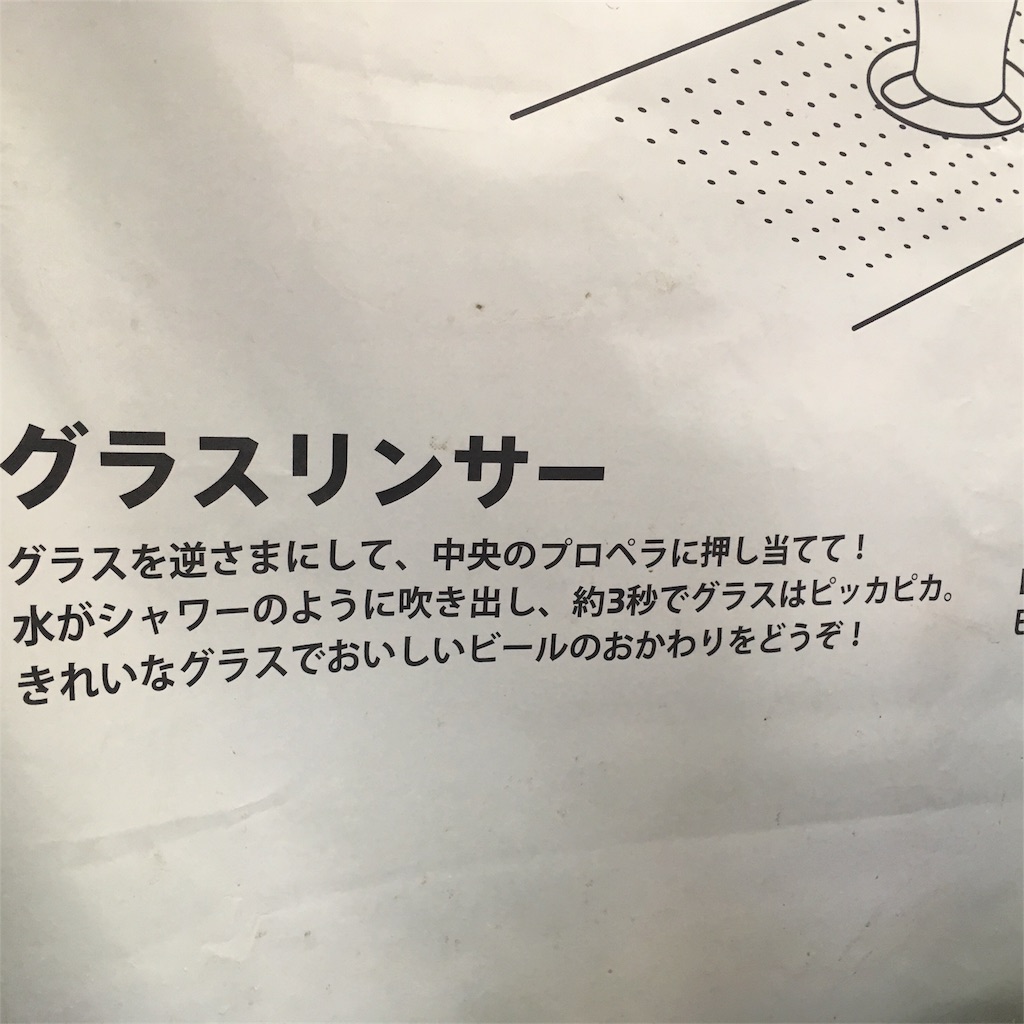 グラスリンサー
グラスを逆さまにして、中央のプロペラに押し当てて!
水がシャワーのように吹き出し、約3秒でグラスはピッカピカ。
きれいなグラスでおいしいビールのおかわりをどうぞ!